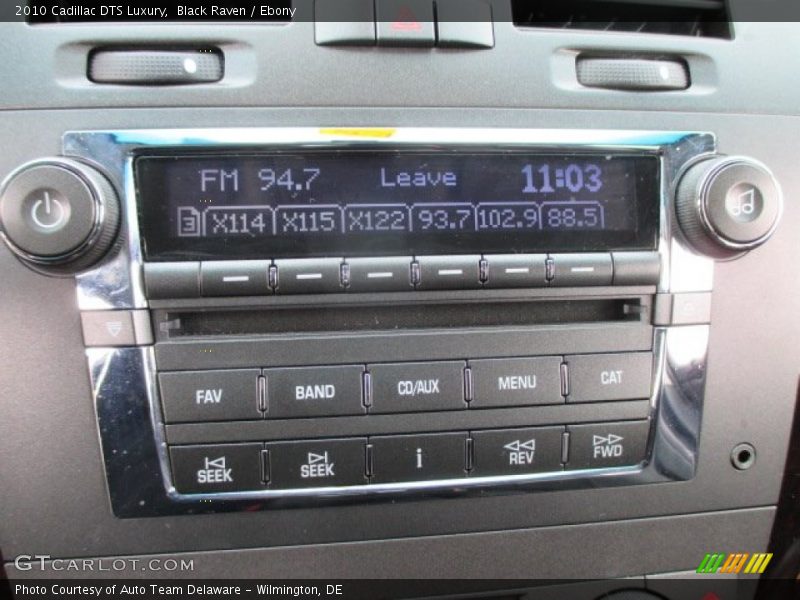 2010 Cadillac DTS Luxury, Black Raven / Ebony
FM 94.7 Leave 11:03
3 X114 X115 X122 93.7 102.9 88.5
FAV BAND CD/AUX MENU CAT
SEEK SEEK i REV FWD
GTCARLOT.COM
Photo Courtesy of Auto Team Delaware - Wilmington, DE